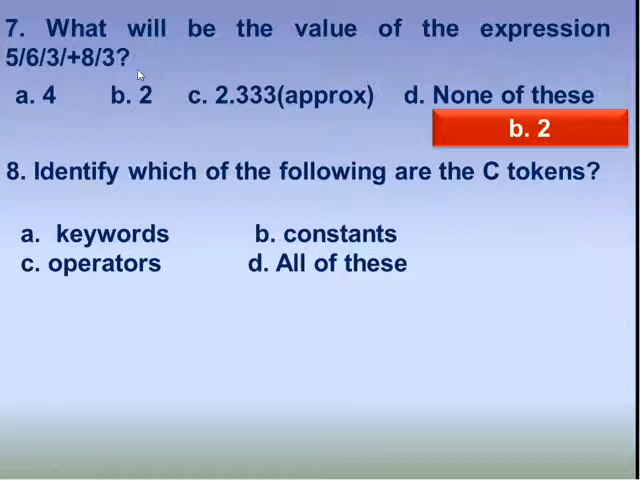 7. What will be the value of the expression
5/6/3/+8/3?
a. 4 b. 2 c. 2.333(approx) d. None of these
b. 2
8. Identify which of the following are the C tokens?
a. keywords b. constants
c. operators d. All of these